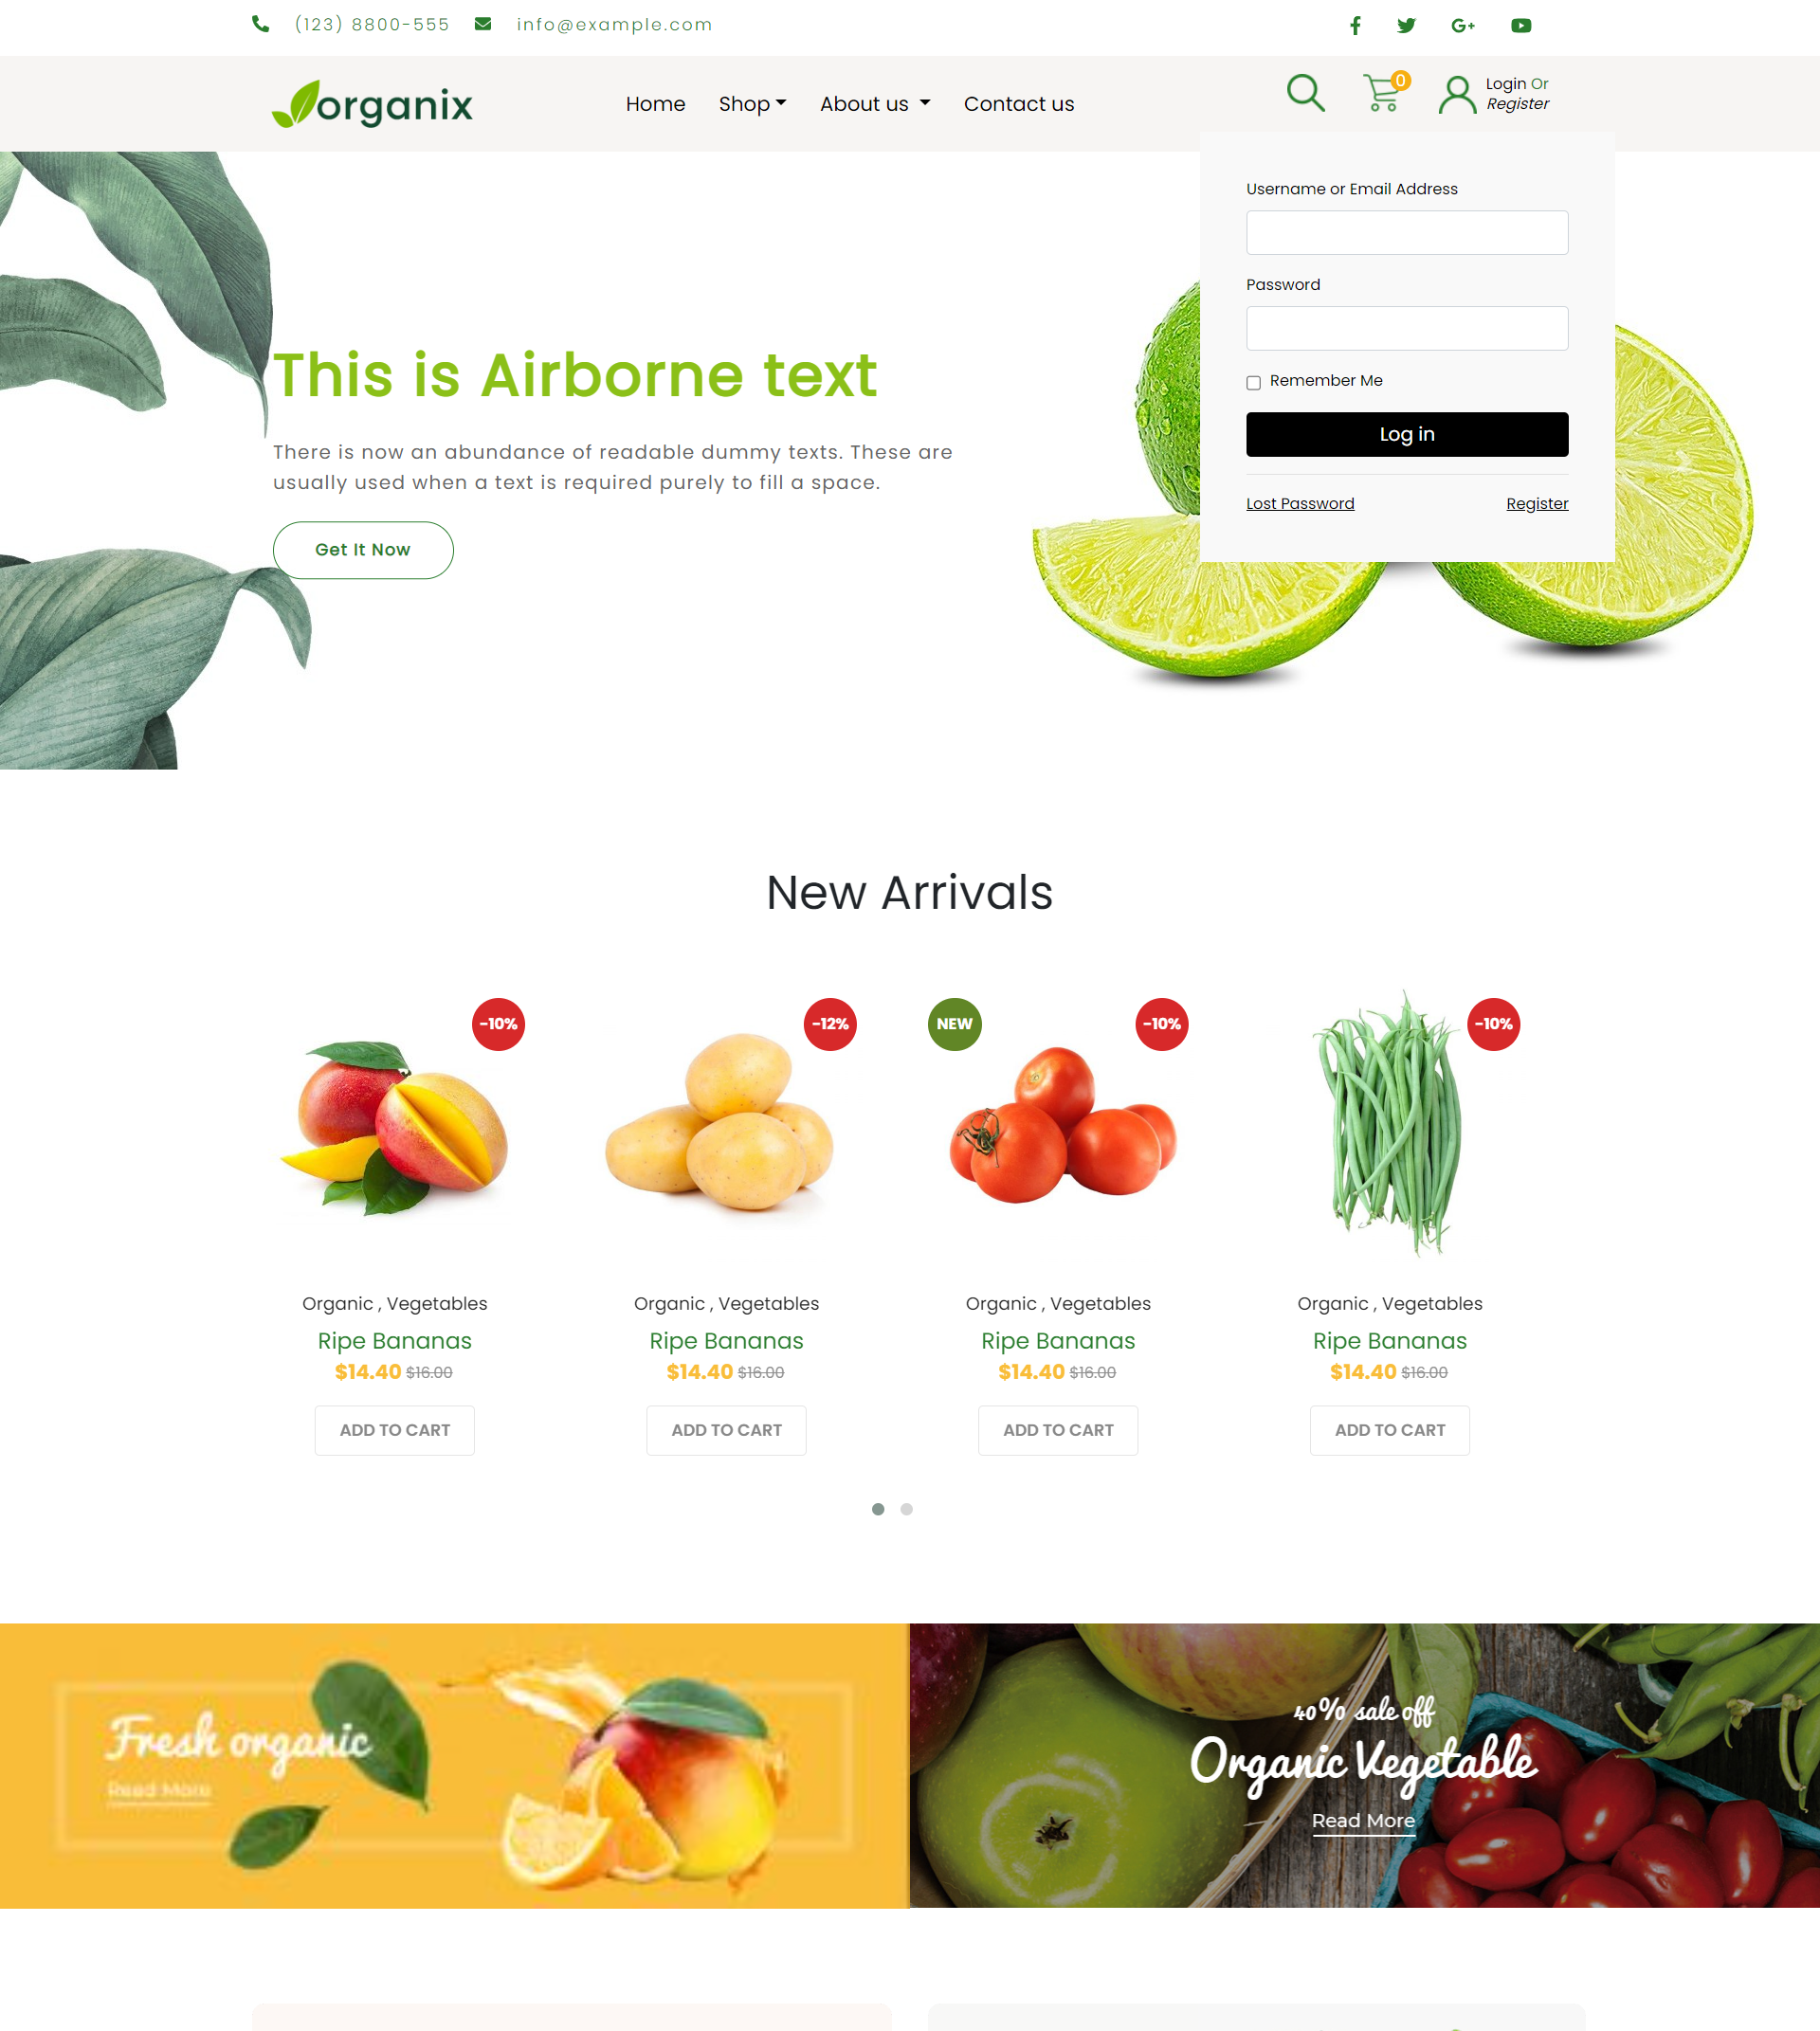 (123) 8800-555 info@example.com
organix
Home Shop About us Contact us
0
Login Or
Register
Username or Email Address
Password
Remember Me
Log in
Lost Password Register
This is Airborne text
There is now an abundance of readable dummy texts. These are
usually used when a text is required purely to fill a space.
Get It Now
New Arrivals
-10% -12% NEW -10% -10%
Organic , Vegetables Organic , Vegetables Organic , Vegetables Organic , Vegetables
Ripe Bananas Ripe Bananas Ripe Bananas Ripe Bananas
$14.40 $16.00 $14.40 $16.00 $14.40 $16.00 $14.40 $16.00
ADD TO CART ADD TO CART ADD TO CART ADD TO CART
Fresh organic
Read More
40% sale off
Organic Vegetable
Read More